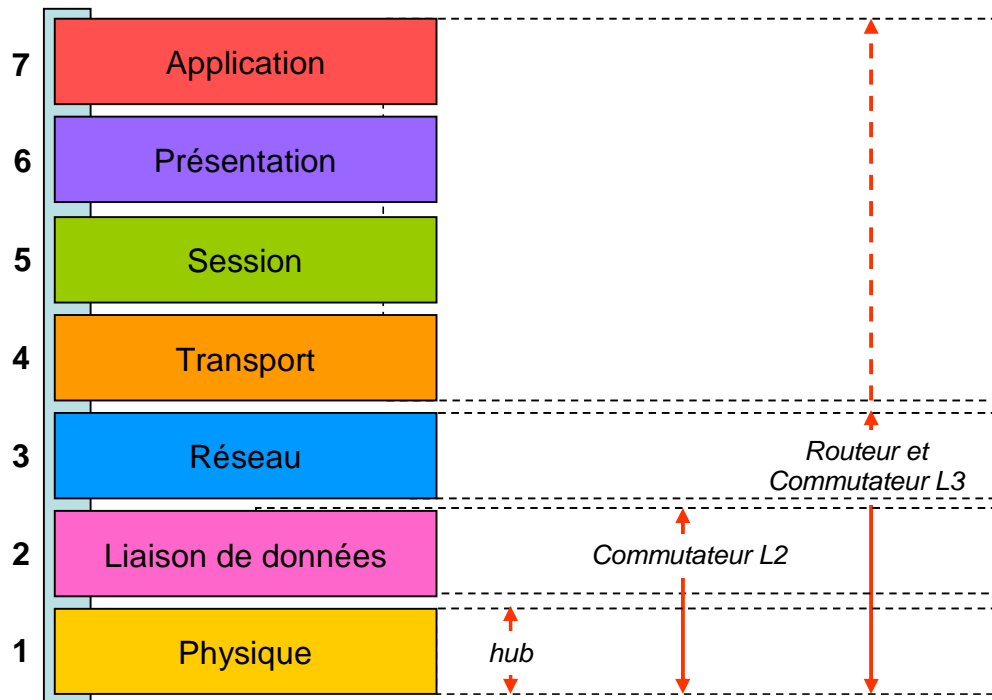 7 Application
6 Présentation
5 Session
4 Transport
3 Réseau
Routeur et
Commutateur L3
2 Liaison de données
Commutateur L2
1 Physique
hub